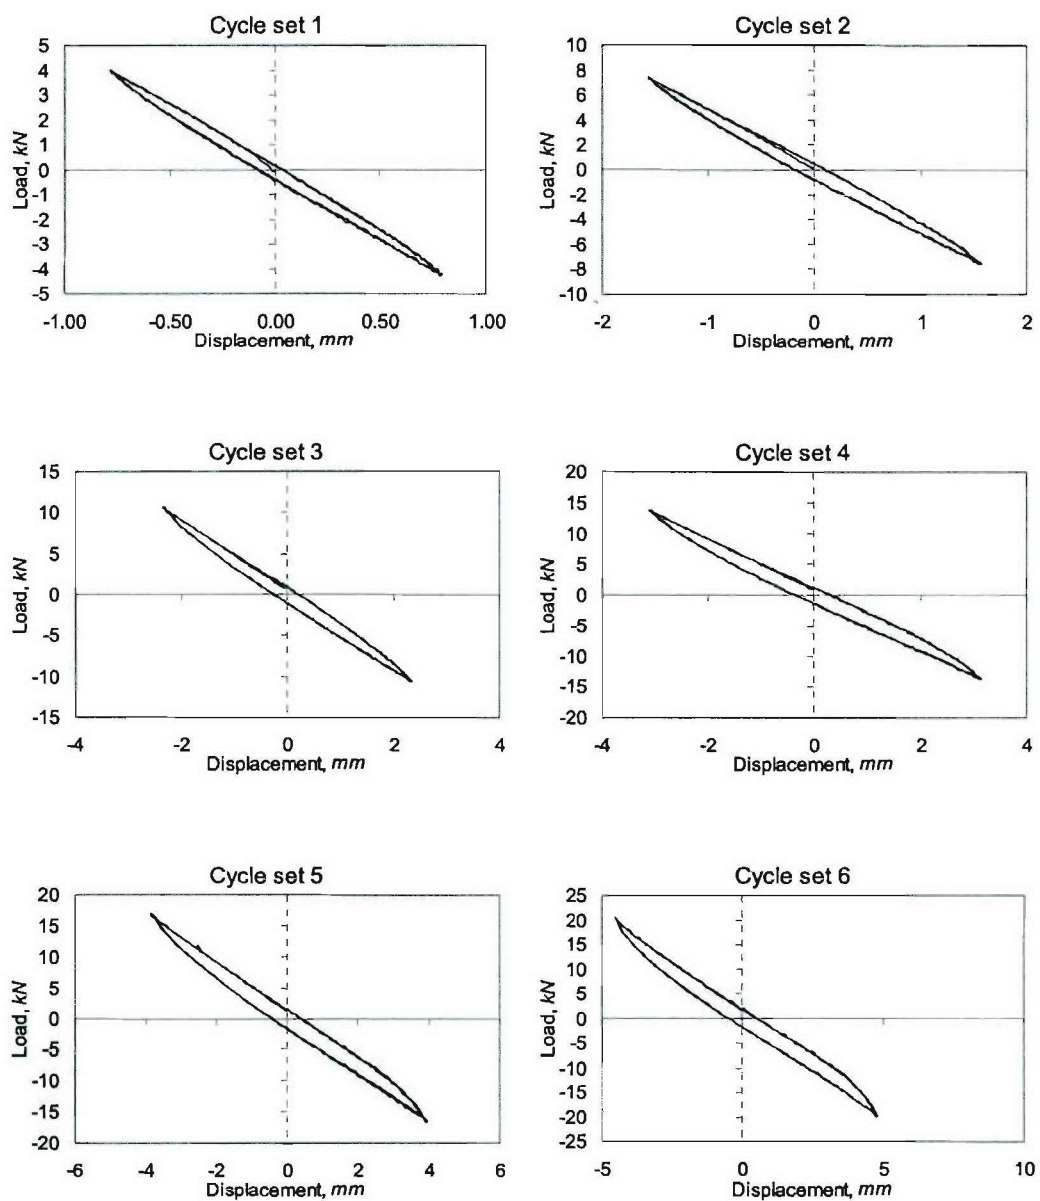 Cycle set 1
5
4
3
2
1
0
-1
-2
-3
-4
-5
Load, kN
-1.00 -0.50 0.00 0.50 1.00
Displacement, mm
Cycle set 2
10
8
6
4
2
0
-2
-4
-6
-8
-10
Load, kN
-2 -1 0 1 2
Displacement, mm
Cycle set 3
15
10
5
0
-5
-10
-15
Load, kN
-4 -2 0 2 4
Displacement, mm
Cycle set 4
20
15
10
5
0
-5
-10
-15
-20
Load, kN
-4 -2 0 2 4
Displacement, mm
Cycle set 5
20
15
10
5
0
-5
-10
-15
-20
Load, kN
-6 -4 -2 0 2 4 6
Displacement, mm
Cycle set 6
25
20
15
10
5
0
-5
-10
-15
-20
-25
Load, kN
-5 0 5 10
Displacement, mm